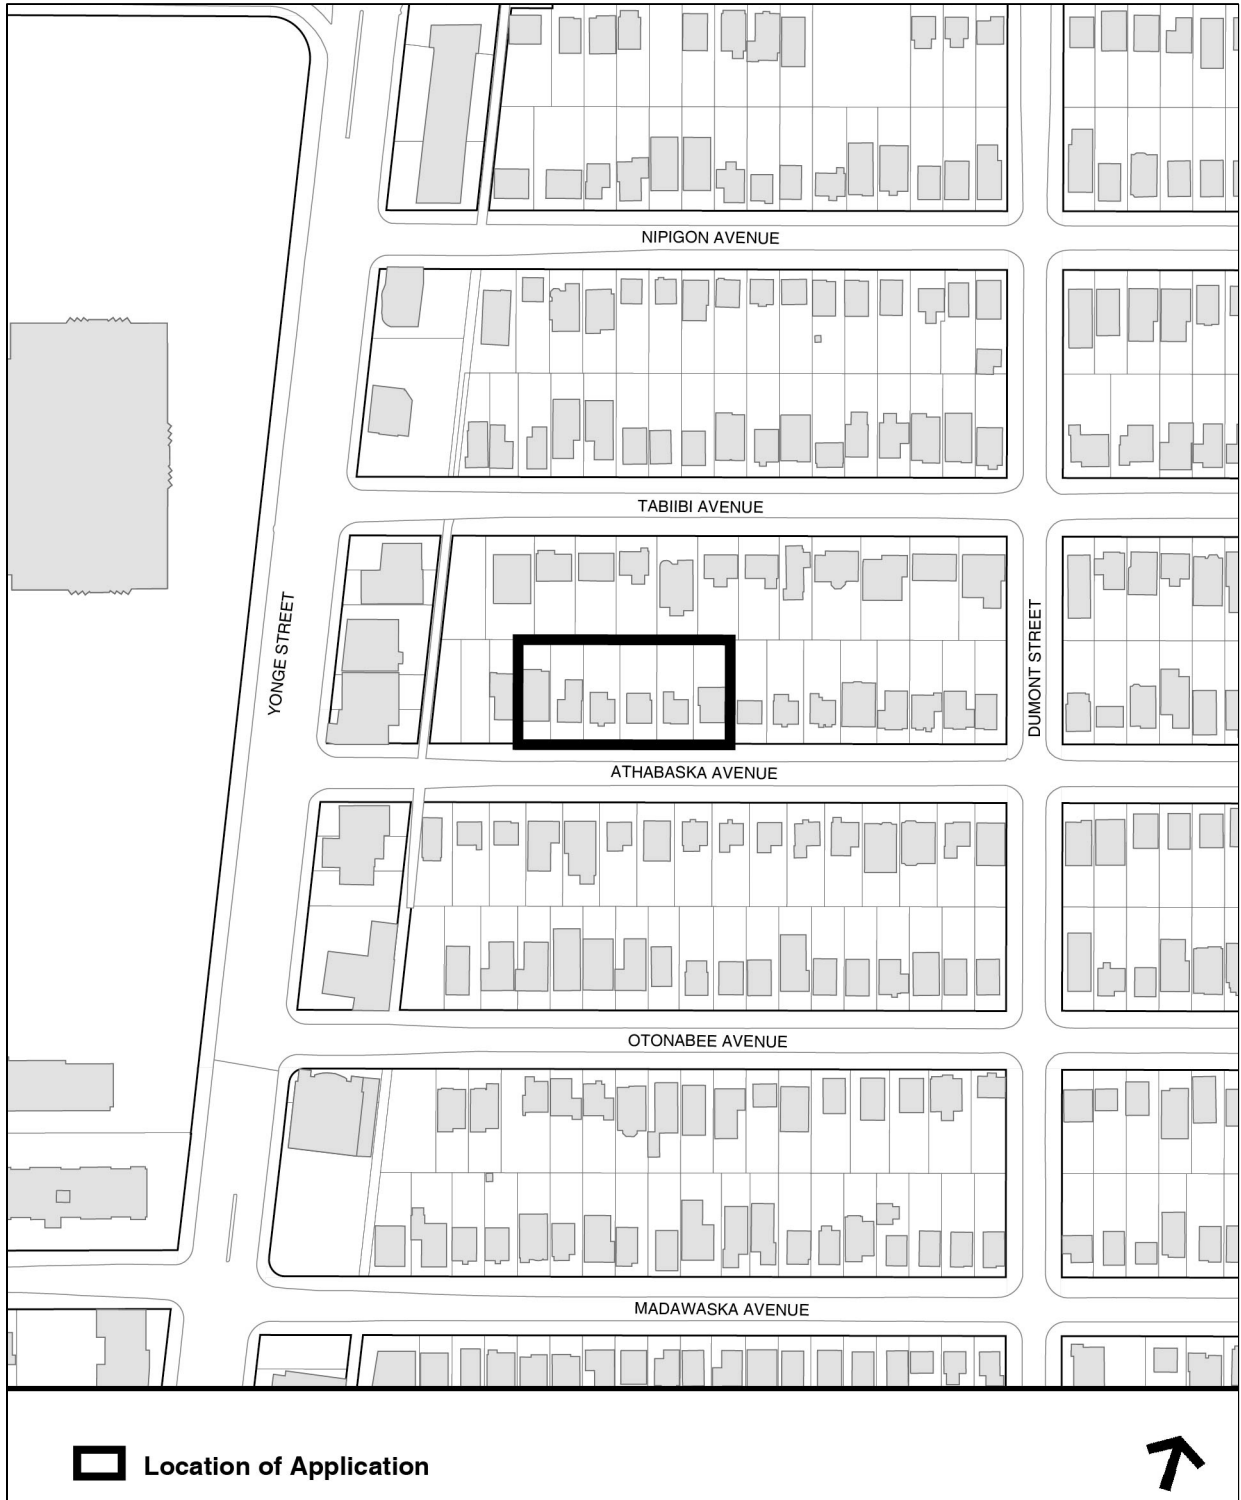 NIPIGON AVENUE
TABIIBI AVENUE
YONGE STREET
DUMONT STREET
ATHABASKA AVENUE
OTONABEE AVENUE
MADAWASKA AVENUE
Location of Application